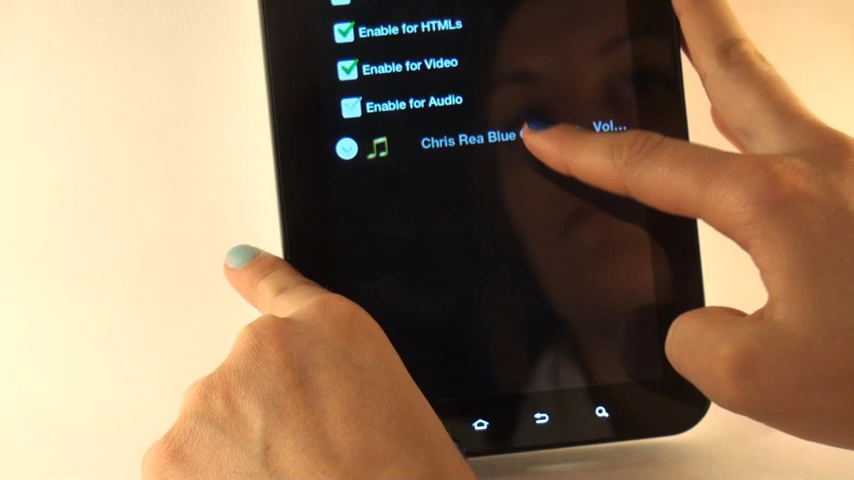 Enable for HTMLs
Enable for Video
Enable for Audio
Chris Rea Blue Vol...